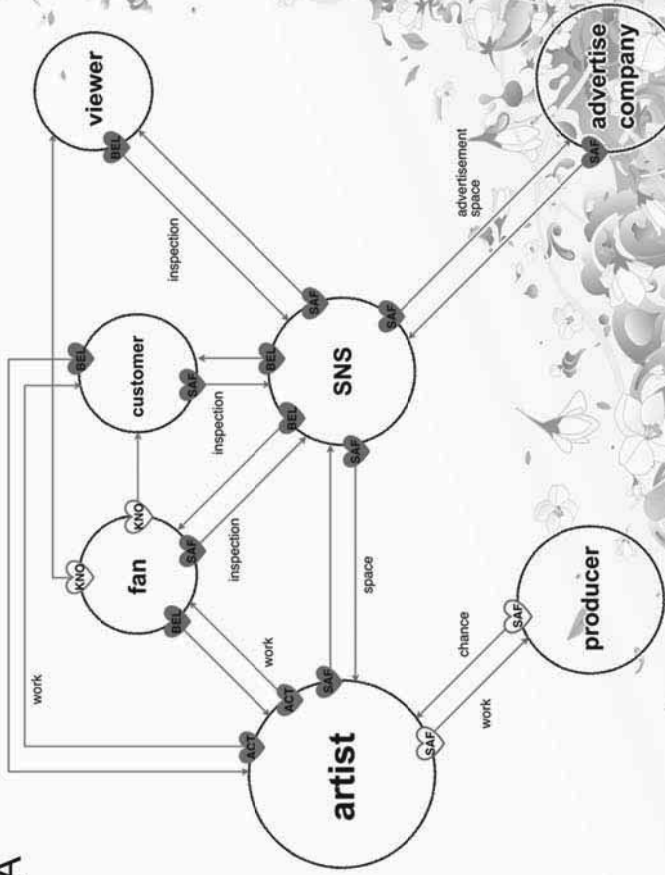 A
work
KNO
fan
KNO
BEL
SAF
customer
BEL
SAF
viewer
BEL
inspection
inspection
inspection
work
ACT
ACT
SAF
artist
SAF
space
SNS
BEL
BEL
SAF
SAF
SAF
chance
work
SAF
producer
advertisement
space
SAF
advertise
company